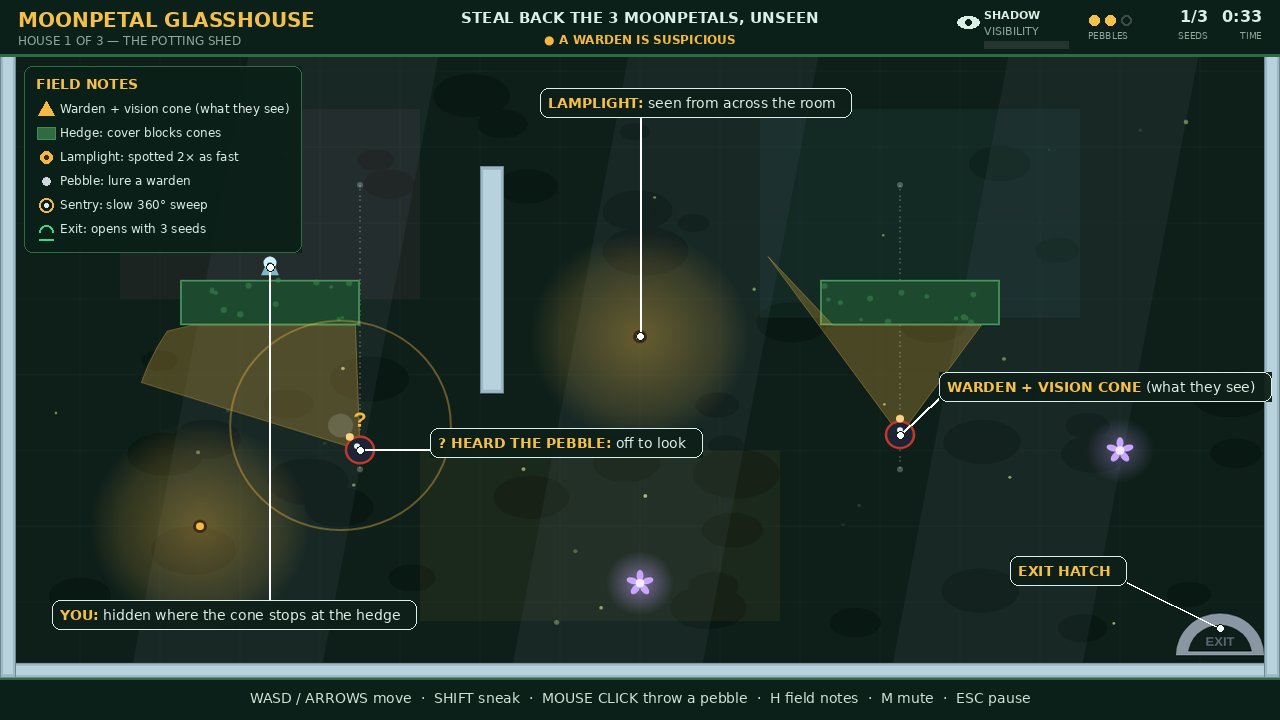 MOONPETAL GLASSHOUSE
HOUSE 1 OF 3 — THE POTTING SHED
STEAL BACK THE 3 MOONPETALS, UNSEEN
A WARDEN IS SUSPICIOUS
SHADOW
VISIBILITY
PEBBLES
1/3
SEEDS
0:33
TIME
FIELD NOTES
Warden + vision cone (what they see)
Hedge: cover blocks cones
Lamplight: spotted 2× as fast
Pebble: lure a warden
Sentry: slow 360° sweep
Exit: opens with 3 seeds
LAMPLIGHT: seen from across the room
WARDEN + VISION CONE (what they see)
?
? HEARD THE PEBBLE: off to look
EXIT HATCH
YOU: hidden where the cone stops at the hedge
EXIT
WASD / ARROWS move · SHIFT sneak · MOUSE CLICK throw a pebble · H field notes · M mute · ESC pause